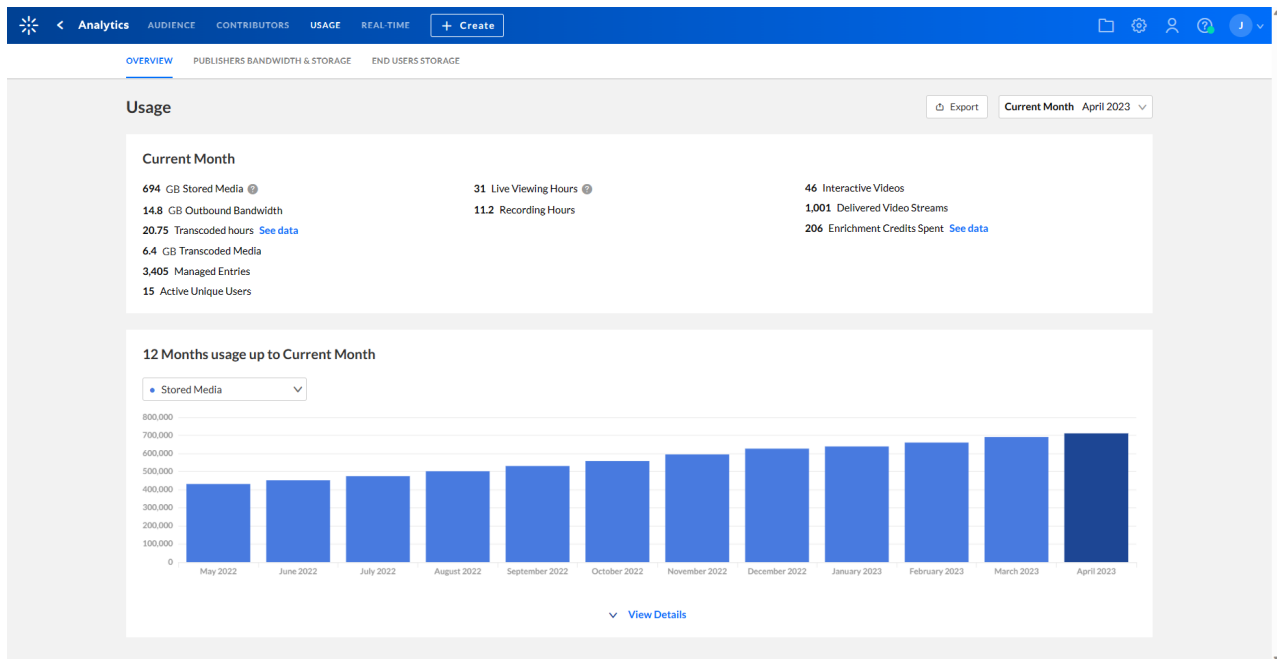 Analytics AUDIENCE CONTRIBUTORS USAGE REAL-TIME + Create J
OVERVIEW PUBLISHERS BANDWIDTH & STORAGE END USERS STORAGE
Usage Export Current Month April 2023
Current Month
694 GB Stored Media ?
14.8 GB Outbound Bandwidth
20.75 Transcoded hours See data
6.4 GB Transcoded Media
3,405 Managed Entries
15 Active Unique Users
31 Live Viewing Hours ?
11.2 Recording Hours
46 Interactive Videos
1,001 Delivered Video Streams
206 Enrichment Credits Spent See data
12 Months usage up to Current Month
Stored Media
800,000
700,000
600,000
500,000
400,000
300,000
200,000
100,000
0
May 2022 June 2022 July 2022 August 2022 September 2022 October 2022 November 2022 December 2022 January 2023 February 2023 March 2023 April 2023
View Details